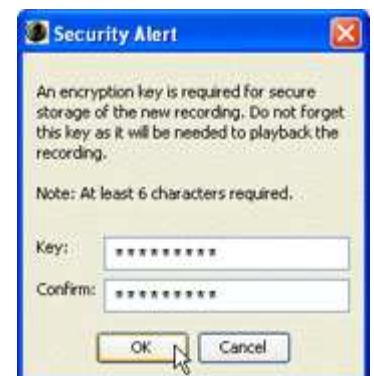 Security Alert
An encryption key is required for secure
storage of the new recording. Do not forget
this key as it will be needed to playback the
recording.
Note: At least 6 characters required.
Key: *********
Confirm: *********
OK Cancel